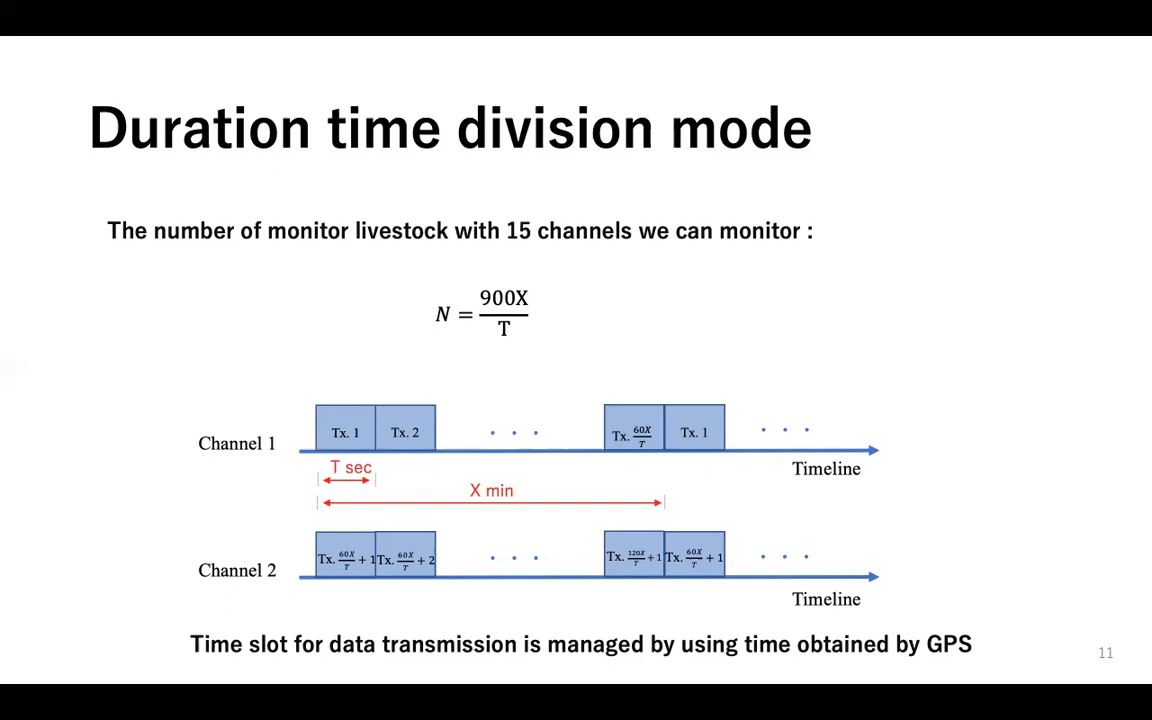 Duration time division mode
The number of monitor livestock with 15 channels we can monitor :
N = 900X/T
Channel 1
Tx. 1
Tx. 2
· · ·
Tx. 60X/T
Tx. 1
· · ·
Timeline
T sec
X min
Channel 2
Tx. 60X/T + 1
Tx. 60X/T + 2
· · ·
Tx. 120X/T + 1
Tx. 60X/T + 1
· · ·
Timeline
Time slot for data transmission is managed by using time obtained by GPS
11